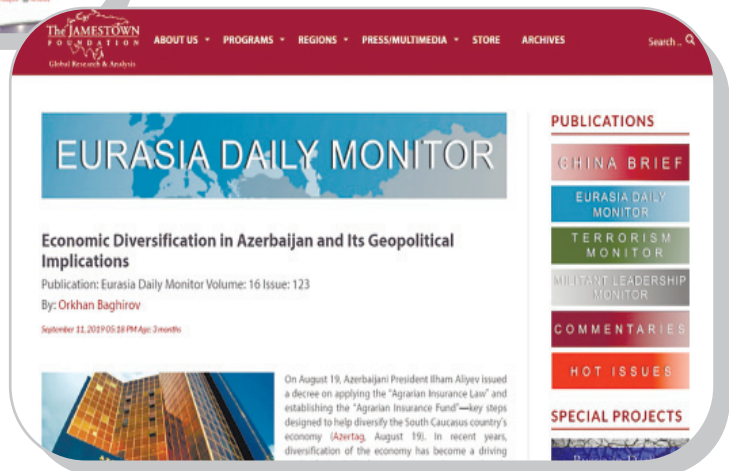 The JAMESTOWN
FOUNDATION
Global Research & Analysis
ABOUT US PROGRAMS REGIONS PRESS/MULTIMEDIA STORE ARCHIVES
Search ..
EURASIA DAILY MONITOR
Economic Diversification in Azerbaijan and Its Geopolitical
Implications
Publication: Eurasia Daily Monitor Volume: 16 Issue: 123
By: Orkhan Baghirov
September 11, 2019 05:18 PM Age: 3 months
On August 19, Azerbaijani President Ilham Aliyev issued
a decree on applying the "Agrarian Insurance Law" and
establishing the "Agrarian Insurance Fund"—key steps
designed to help diversify the South Caucasus country's
economy (Azertag, August 19). In recent years,
diversification of the economy has become a driving
PUBLICATIONS
CHINA BRIEF
EURASIA DAILY
MONITOR
TERRORISM
MONITOR
MILITANT LEADERSHIP
MONITOR
COMMENTARIES
HOT ISSUES
SPECIAL PROJECTS